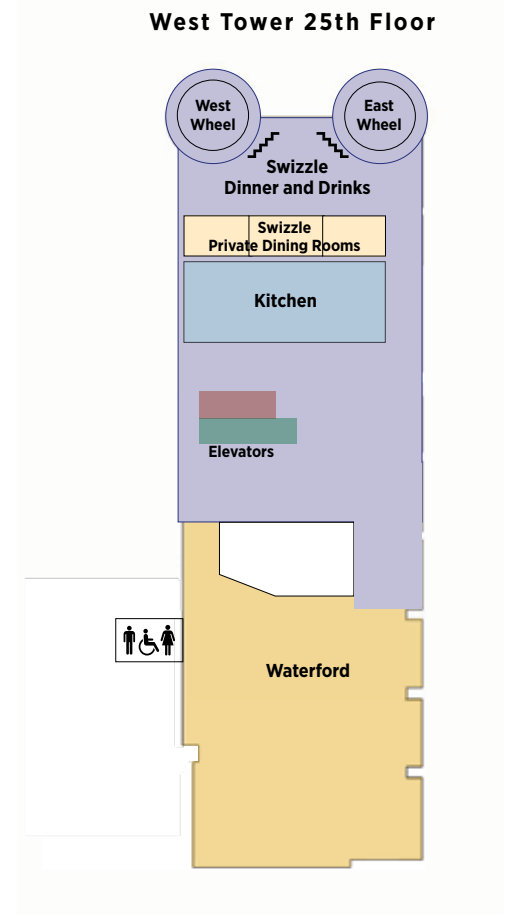 West Tower 25th Floor
West
Wheel
East
Wheel
Swizzle
Dinner and Drinks
Swizzle
Private Dining Rooms
Kitchen
Elevators
Waterford